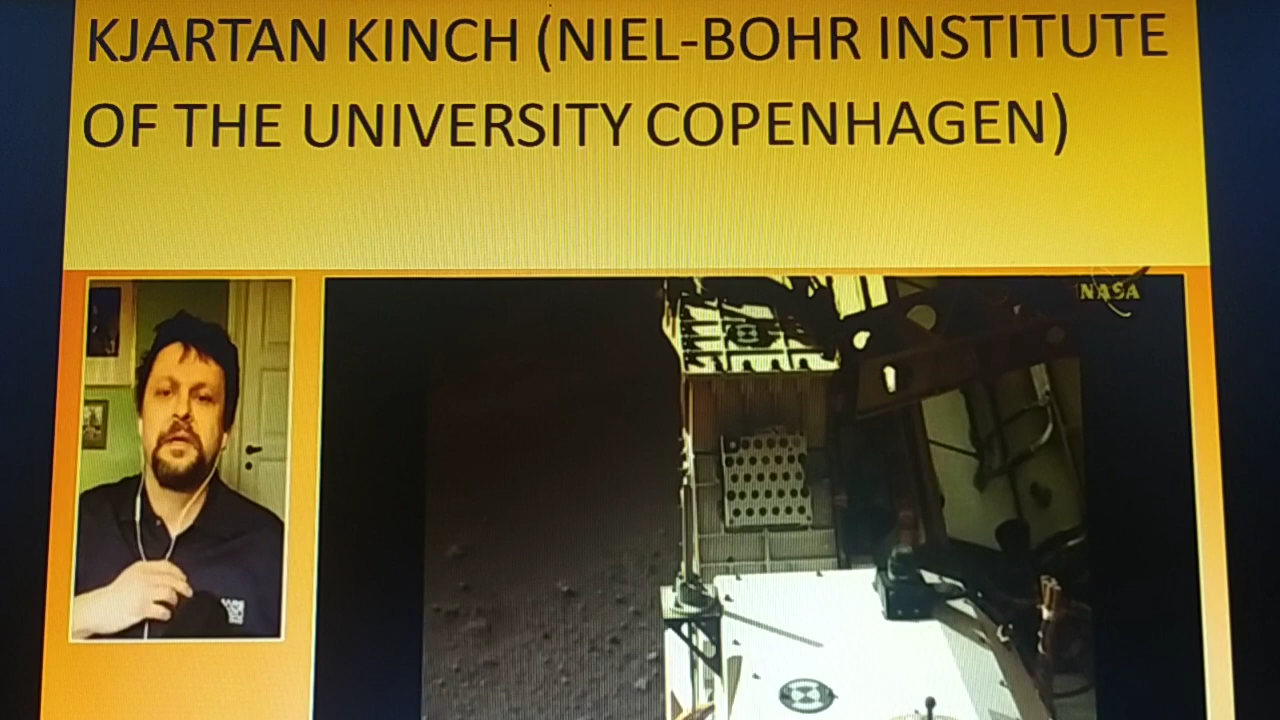 KJARTAN KINCH (NIEL-BOHR INSTITUTE
OF THE UNIVERSITY COPENHAGEN)
NASA